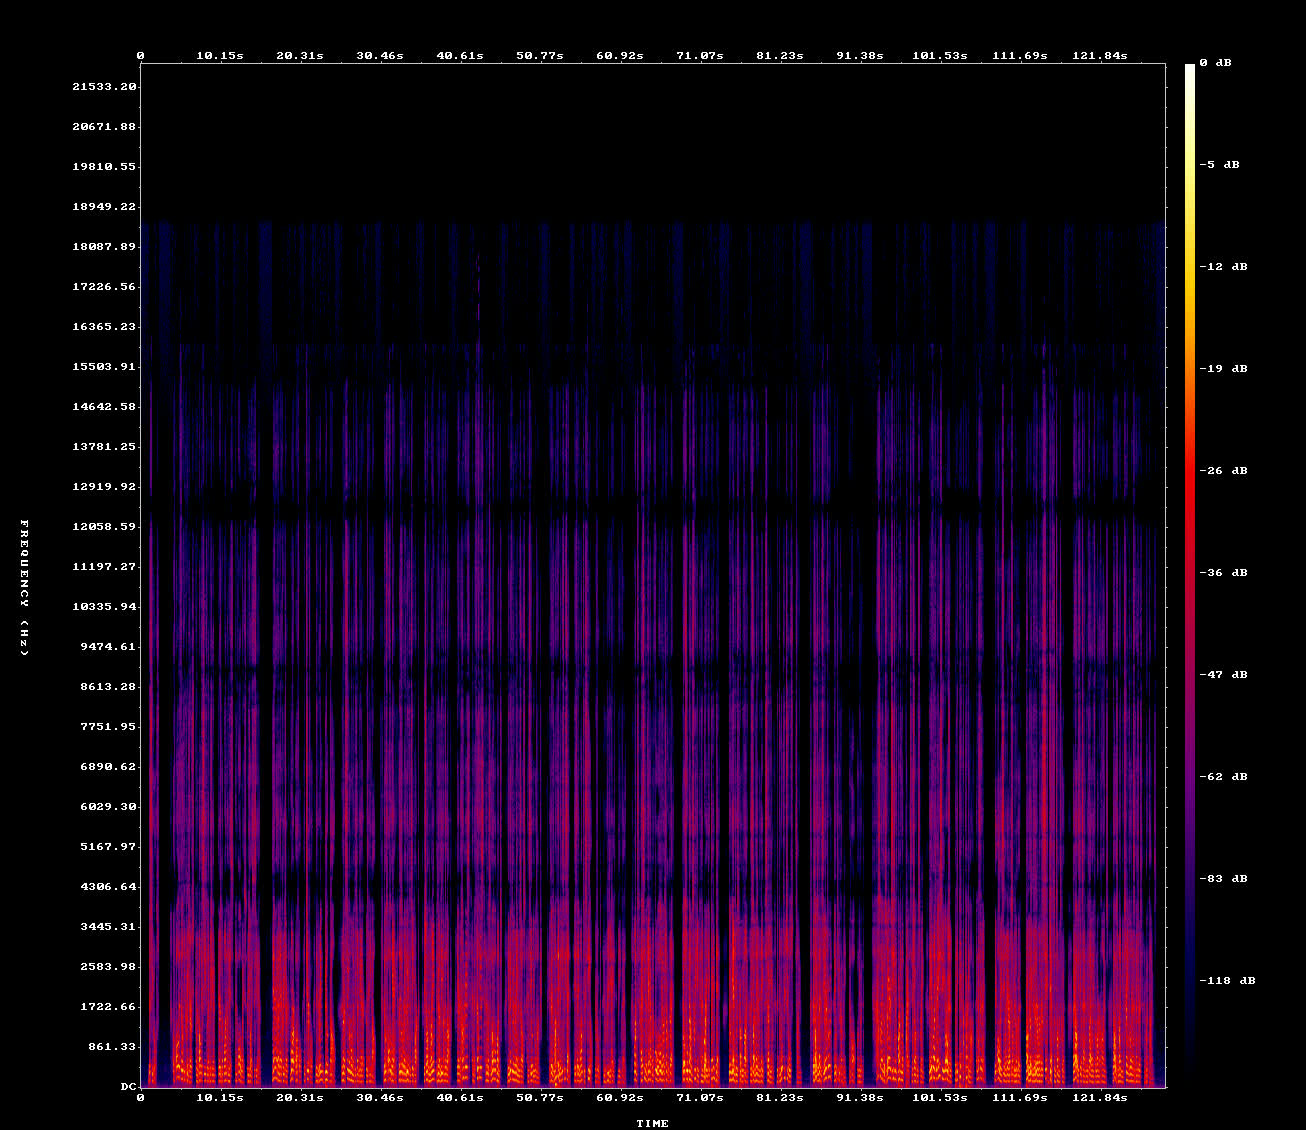 0 10.15s 20.31s 30.46s 40.61s 50.77s 60.92s 71.07s 81.23s 91.38s 101.53s 111.69s 121.84s
0 dB
21533.20
20671.88
-5 dB
19810.55
18949.22
18087.89
-12 dB
17226.56
16365.23
15503.91
-19 dB
14642.58
13781.25
-26 dB
12919.92
12058.59
11197.27
-36 dB
10335.94
9474.61
FREQUENCY (Hz)
8613.28
-47 dB
7751.95
6890.62
-62 dB
6029.30
5167.97
4306.64
-83 dB
3445.31
2583.98
-118 dB
1722.66
861.33
DC
0 10.15s 20.31s 30.46s 40.61s 50.77s 60.92s 71.07s 81.23s 91.38s 101.53s 111.69s 121.84s
TIME